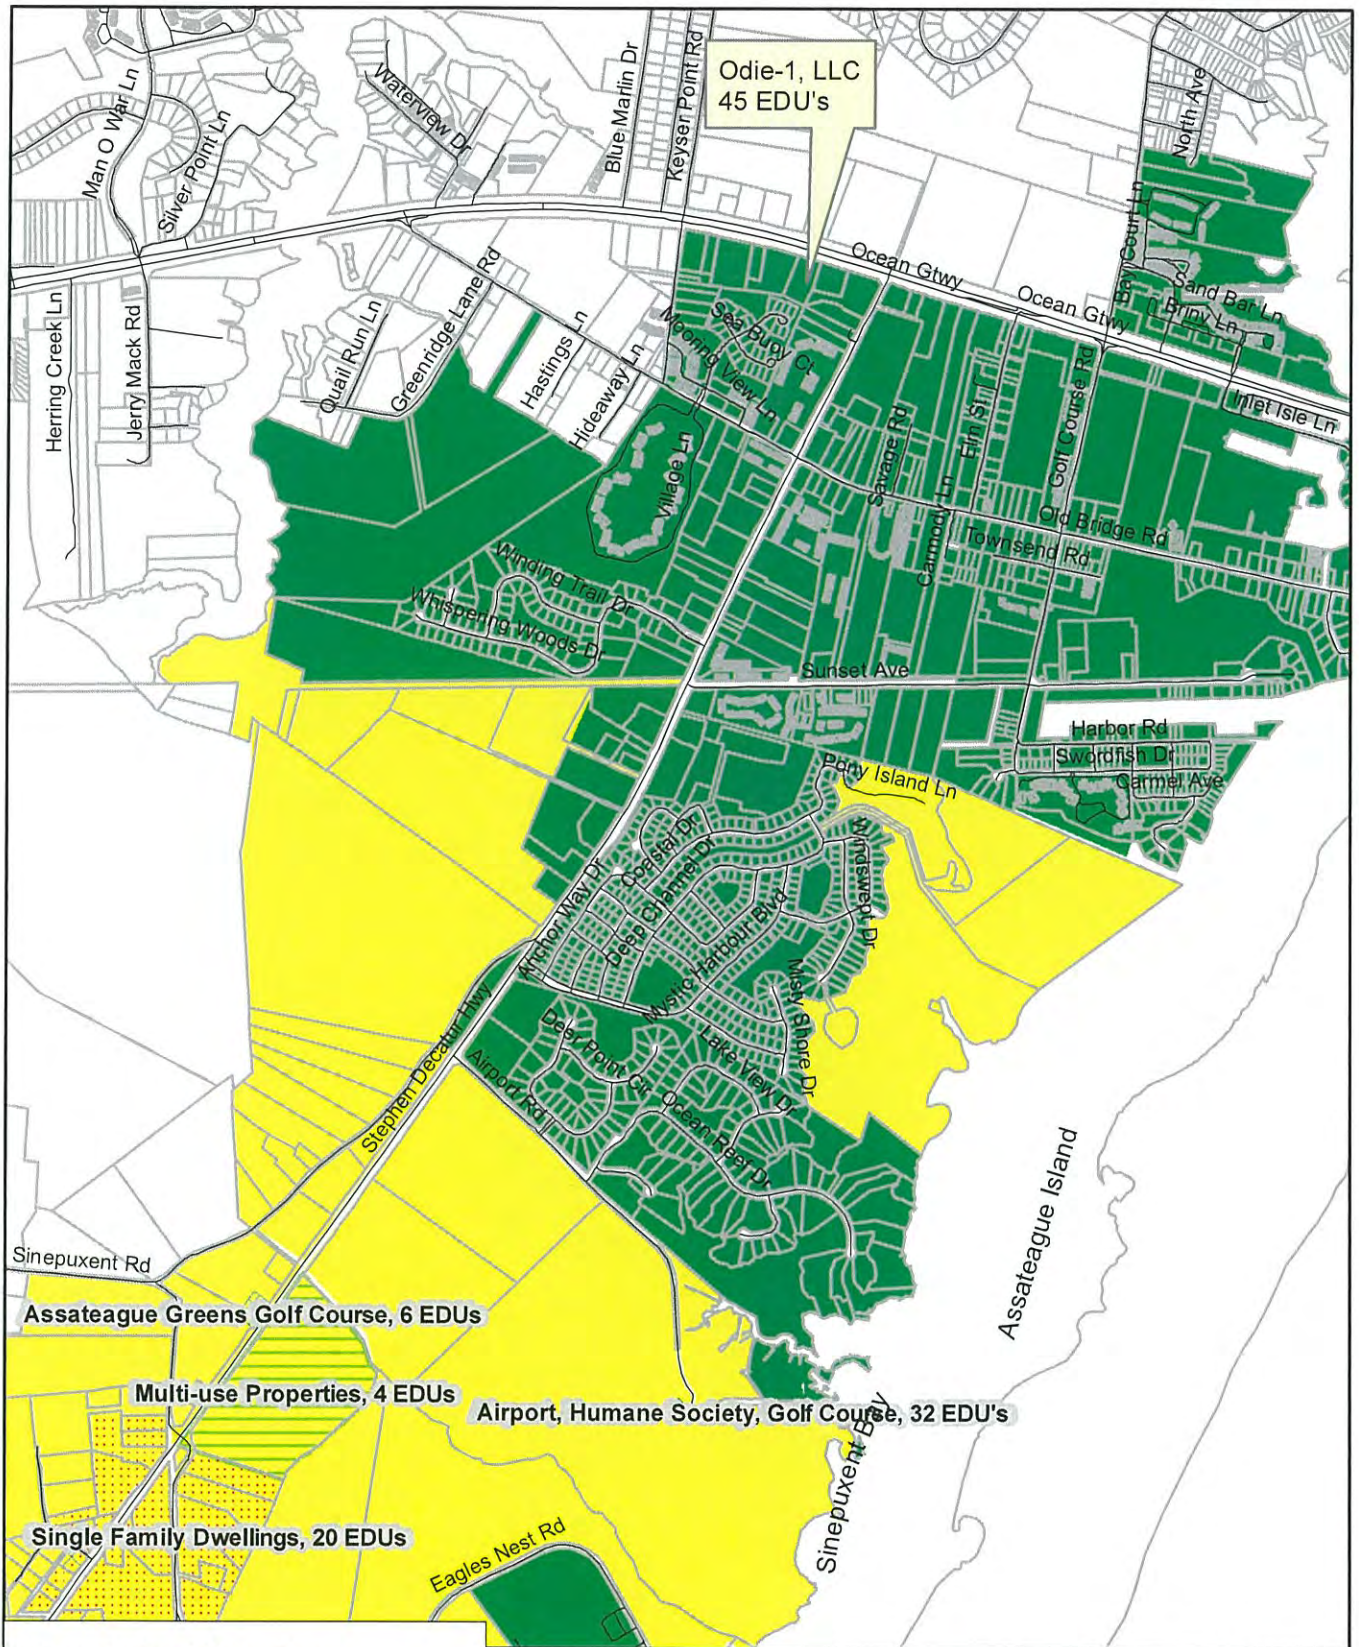 Odie-1, LLC
45 EDU's
Man O War Ln
Silver Point Ln
Waterview Dr
Blue Marlin Dr
Keyser Point Rd
North Ave
Bay Court Ln
Sand Bar Ln
Briny Ln
Inlet Isle Ln
Ocean Gtwy
Ocean Gtwy
Herring Creek Ln
Jerry Mack Rd
Quail Run Ln
Greenridge Lane Rd
Hastings Ln
Hideaway Ln
Sea Buoy Ct
Mooring View Ln
Village Ln
Savage Rd
Carmody Ln
Elm St
Golf Course Rd
Old Bridge Rd
Townsend Rd
Winding Trail Dr
Whispering Woods Dr
Sunset Ave
Harbor Rd
Swordfish Dr
Carmel Ave
Pony Island Ln
Coastal Dr
Deep Channel Dr
Anchor Way Dr
Windswept Dr
Mystic Harbour Blvd
Misty Shore Dr
Lake View Dr
Deer Point Cir
Ocean Reef Dr
Airport Rd
Stephen Decatur Hwy
Sinepuxent Rd
Assateague Island
Assateague Greens Golf Course, 6 EDUs
Multi-use Properties, 4 EDUs
Airport, Humane Society, Golf Course, 32 EDU's
Sinepuxent Bay
Single Family Dwellings, 20 EDUs
Eagles Nest Rd